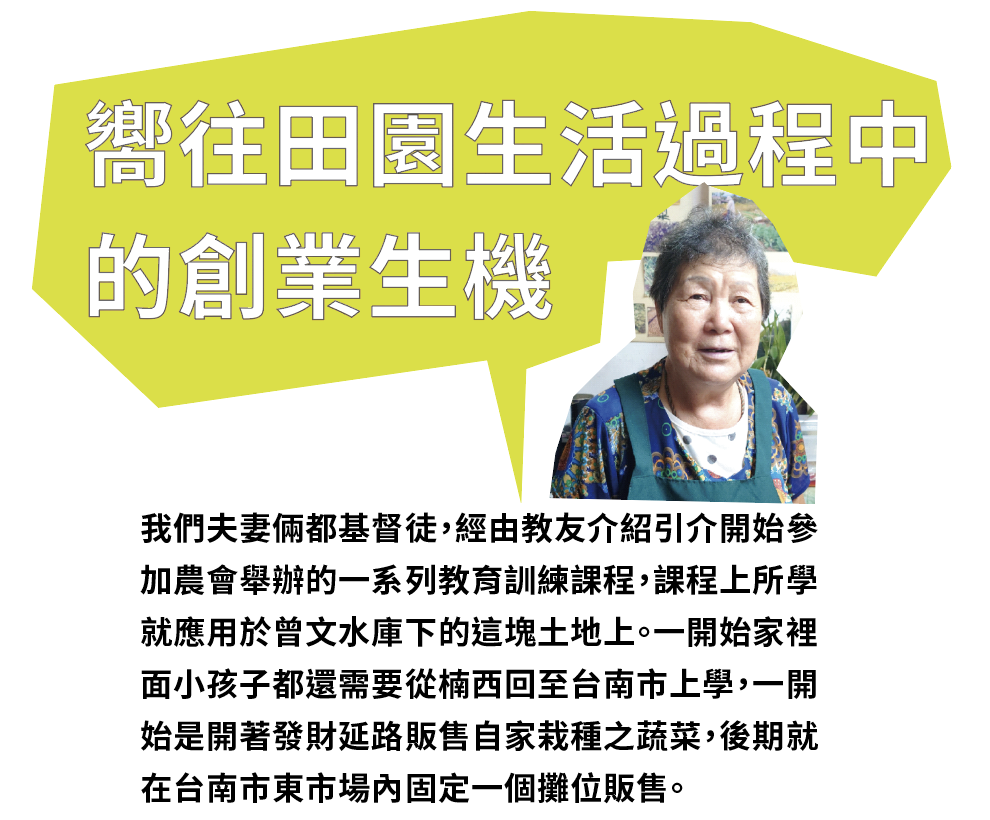 嚮往田園生活過程中
的創業生機
我們夫妻倆都基督徒，經由教友介紹引介開始參
加農會舉辦的一系列教育訓練課程，課程上所學
就應用於曾文水庫下的這塊土地上。一開始家裡
面小孩子都還需要從楠西回至台南市上學，一開
始是開著發財延路販售自家栽種之蔬菜，後期就
在台南市東市場內固定一個攤位販售。